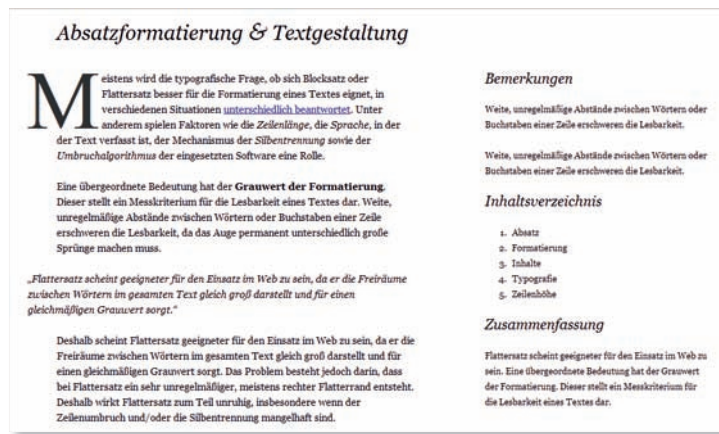 Absatzformatierung & Textgestaltung
Meistens wird die typografische Frage, ob sich Blocksatz oder
Flattersatz besser für die Formatierung eines Textes eignet, in
verschiedenen Situationen unterschiedlich beantwortet. Unter
anderem spielen Faktoren wie die Zeilenlänge, die Sprache, in der
der Text verfasst ist, der Mechanismus der Silbentrennung sowie der
Umbruchalgorithmus der eingesetzten Software eine Rolle.
Eine übergeordnete Bedeutung hat der Grauwert der Formatierung.
Dieser stellt ein Messkriterium für die Lesbarkeit eines Textes dar. Weite,
unregelmäßige Abstände zwischen Wörtern oder Buchstaben einer Zeile
erschweren die Lesbarkeit, da das Auge permanent unterschiedlich große
Sprünge machen muss.
„Flattersatz scheint geeigneter für den Einsatz im Web zu sein, da er die Freiräume
zwischen Wörtern im gesamten Text gleich groß darstellt und für einen
gleichmäßigen Grauwert sorgt.“
Deshalb scheint Flattersatz geeigneter für den Einsatz im Web zu sein, da er die
Freiräume zwischen Wörtern im gesamten Text gleich groß darstellt und für
einen gleichmäßigen Grauwert sorgt. Das Problem besteht jedoch darin, dass
bei Flattersatz ein sehr unregelmäßiger, meistens rechter Flatterrand entsteht.
Deshalb wirkt Flattersatz zum Teil unruhig, insbesondere wenn der
Zeilenumbruch und/oder die Silbentrennung mangelhaft sind.
Bemerkungen
Weite, unregelmäßige Abstände zwischen Wörtern oder
Buchstaben einer Zeile erschweren die Lesbarkeit.
Weite, unregelmäßige Abstände zwischen Wörtern oder
Buchstaben einer Zeile erschweren die Lesbarkeit.
Inhaltsverzeichnis
1. Absatz
2. Formatierung
3. Inhalte
4. Typografie
5. Zeilenhöhe
Zusammenfassung
Flattersatz scheint geeigneter für den Einsatz im Web zu
sein. Eine übergeordnete Bedeutung hat der Grauwert
der Formatierung. Dieser stellt ein Messkriterium für
die Lesbarkeit eines Textes dar.